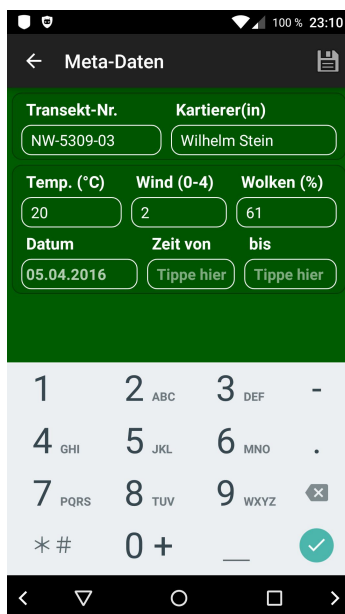 100 % 23:10
Meta-Daten
Transekt-Nr. Kartierer(in)
NW-5309-03 Wilhelm Stein
Temp. (°C) Wind (0-4) Wolken (%)
20 2 61
Datum Zeit von bis
05.04.2016 Tippe hier Tippe hier
1 2 ABC 3 DEF -
4 GHI 5 JKL 6 MNO .
7 PQRS 8 TUV 9 WXYZ
*# 0 + _